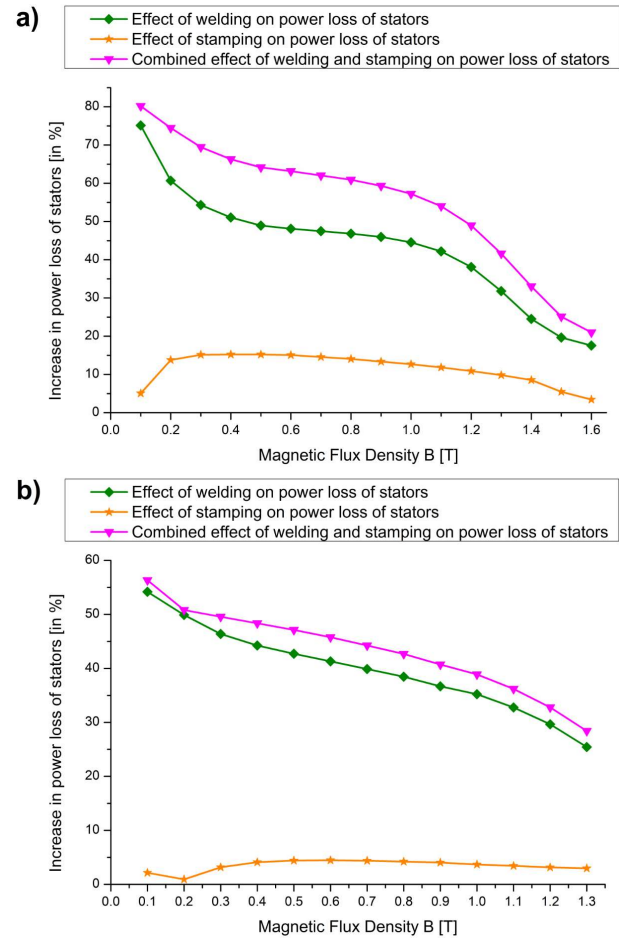 a)
Effect of welding on power loss of stators
Effect of stamping on power loss of stators
Combined effect of welding and stamping on power loss of stators
Increase in power loss of stators [in %]
80
70
60
50
40
30
20
10
0
0.0 0.2 0.4 0.6 0.8 1.0 1.2 1.4 1.6
Magnetic Flux Density B [T]
b)
Effect of welding on power loss of stators
Effect of stamping on power loss of stators
Combined effect of welding and stamping on power loss of stators
Increase in power loss of stators [in %]
60
50
40
30
20
10
0
0.0 0.1 0.2 0.3 0.4 0.5 0.6 0.7 0.8 0.9 1.0 1.1 1.2 1.3
Magnetic Flux Density B [T]